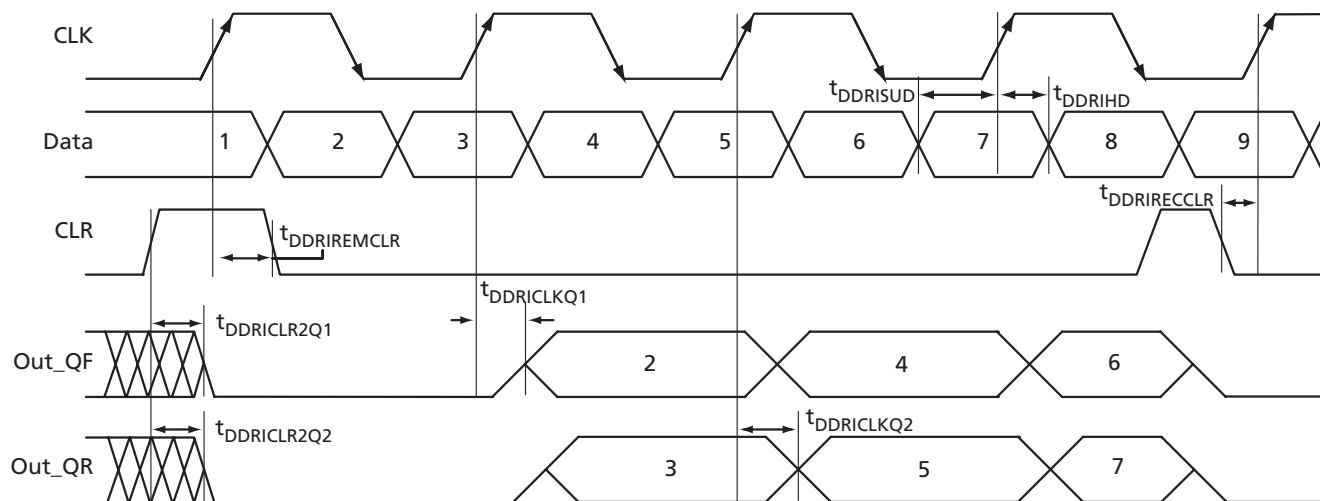 CLK
tDDRISUD tDDRIHD
Data 1 2 3 4 5 6 7 8 9
tDDRIRECCLR
CLR
tDDRIREMCLR
tDDRICLKQ1
tDDRICLR2Q1
Out_QF 2 4 6
tDDRICLR2Q2 tDDRICLKQ2
Out_QR 3 5 7